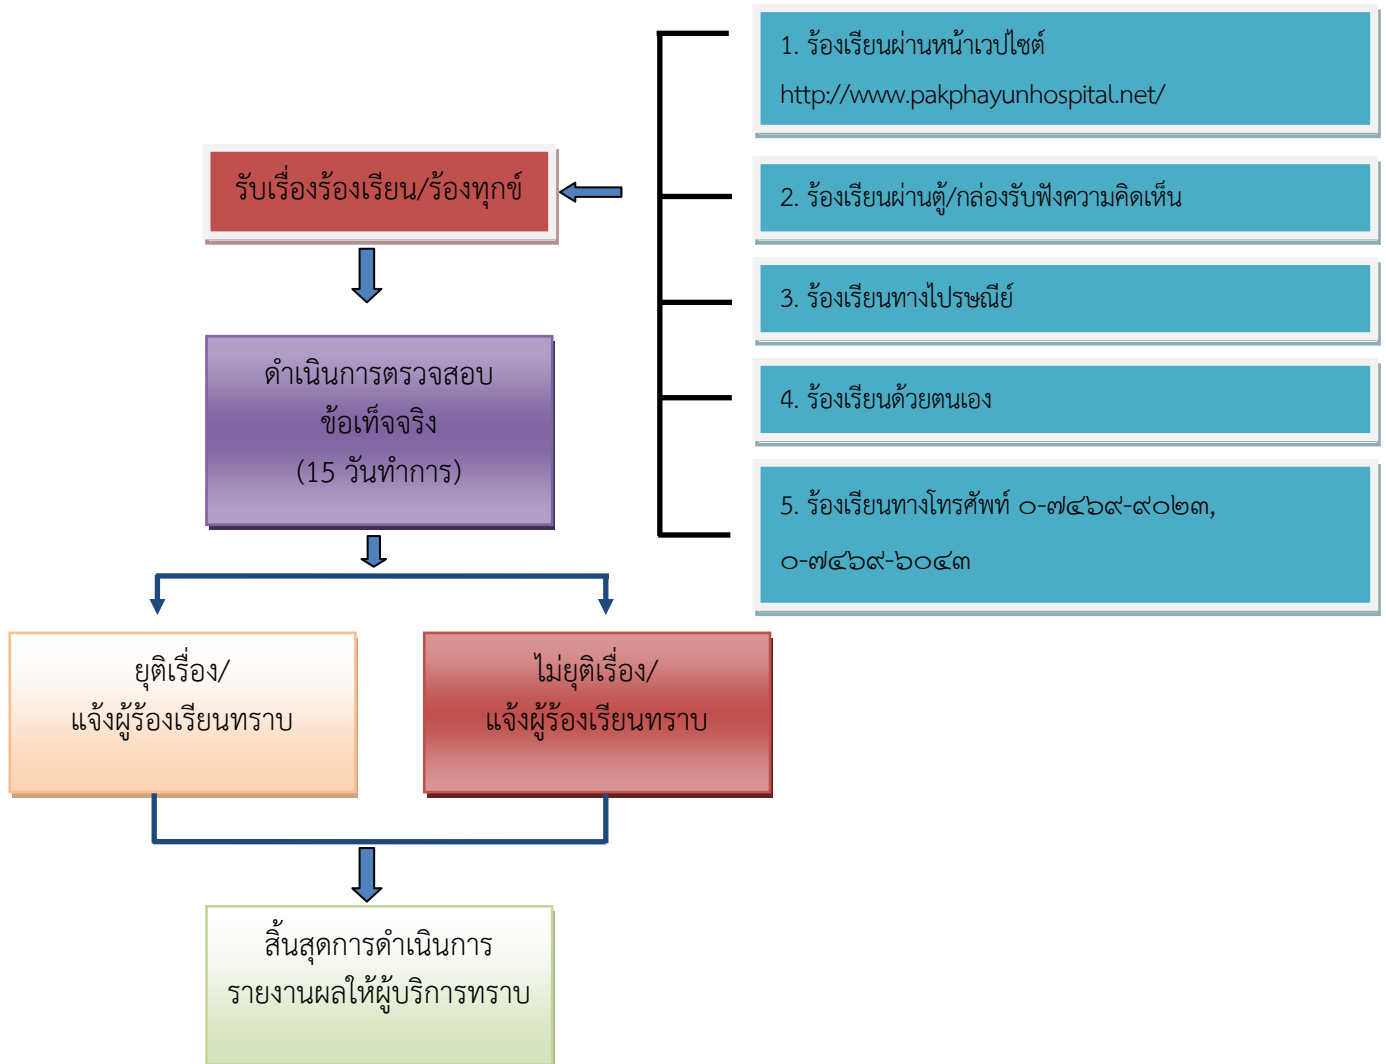 1. ร้องเรียนผ่านหน้าเวปไซต์
http://www.pakphayunhospital.net/
รับเรื่องร้องเรียน/ร้องทุกข์
2. ร้องเรียนผ่านตู้/กล่องรับฟังความคิดเห็น
3. ร้องเรียนทางไปรษณีย์
4. ร้องเรียนด้วยตนเอง
5. ร้องเรียนทางโทรศัพท์ ๐-๗๔๖๙-๙๐๒๓,
๐-๗๔๖๙-๖๐๔๓
ดำเนินการตรวจสอบ
ข้อเท็จจริง
(15 วันทำการ)
ยุติเรื่อง/
แจ้งผู้ร้องเรียนทราบ
ไม่ยุติเรื่อง/
แจ้งผู้ร้องเรียนทราบ
สิ้นสุดการดำเนินการ
รายงานผลให้ผู้บริการทราบ